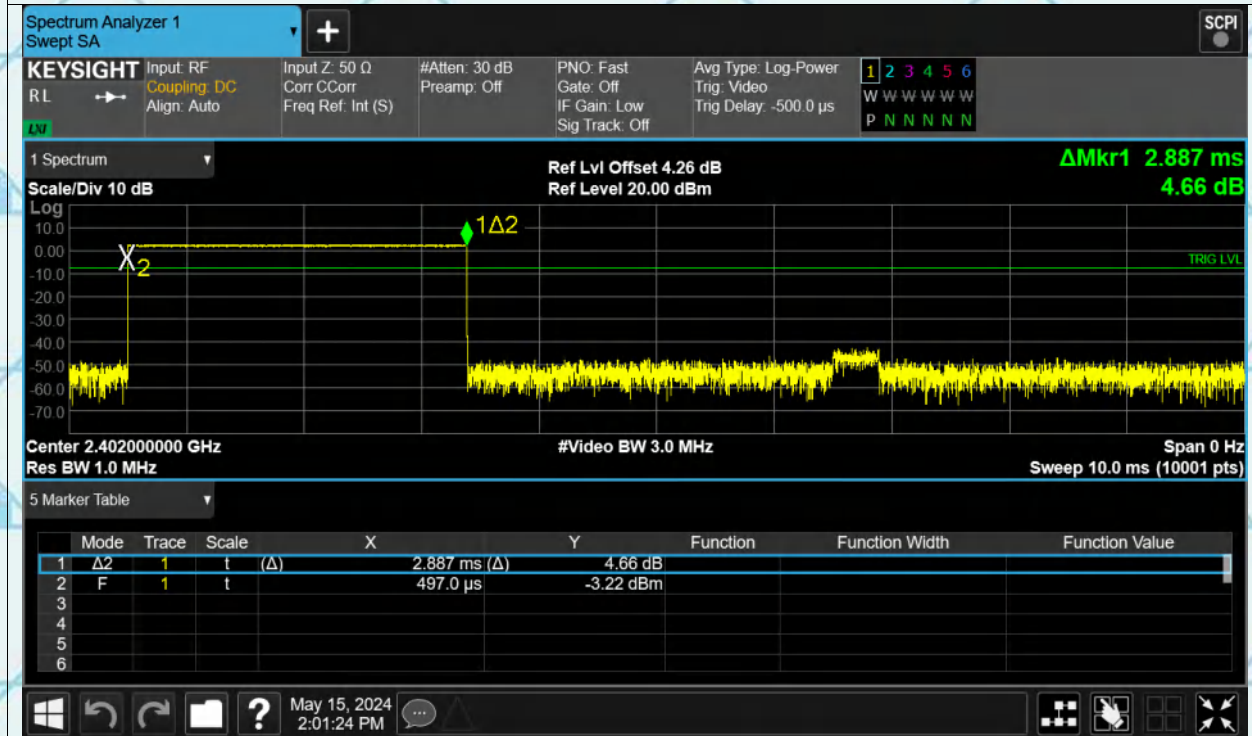 Spectrum Analyzer 1
Swept SA
+
SCPI
KEYSIGHT Input: RF Input Z: 50 Ω #Atten: 30 dB PNO: Fast Avg Type: Log-Power 1 2 3 4 5 6
RL Coupling: DC Corr CCorr Preamp: Off Gate: Off Trig: Video W W W W W W
Align: Auto Freq Ref: Int (S) IF Gain: Low Trig Delay: -500.0 µs P N N N N N
LXI Sig Track: Off
1 Spectrum
Ref Lvl Offset 4.26 dB ΔMkr1 2.887 ms
Scale/Div 10 dB Ref Level 20.00 dBm 4.66 dB
Log
10.0
0.00
-10.0
-20.0
-30.0
-40.0
-50.0
-60.0
-70.0
1Δ2
X2
TRIG LVL
Center 2.402000000 GHz #Video BW 3.0 MHz Span 0 Hz
Res BW 1.0 MHz Sweep 10.0 ms (10001 pts)
5 Marker Table
Mode Trace Scale X Y Function Function Width Function Value
1 Δ2 1 t (Δ) 2.887 ms (Δ) 4.66 dB
2 F 1 t 497.0 µs -3.22 dBm
3
4
5
6
? May 15, 2024
2:01:24 PM